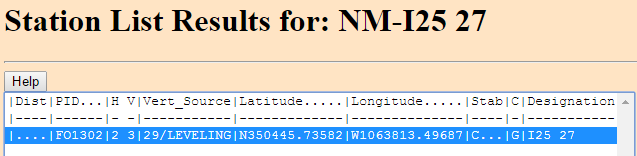 Station List Results for: NM-I25 27
Help
|Dist|PID...|H V|Vert_Source|Latitude.....|Longitude.....|Stab|C|Designation
|----|------|- -|-----------|-------------|--------------|----|-|-----------
|....|FO1302|2 3|29/LEVELING|N350445.73582|W1063813.49687|C...|G|I25 27